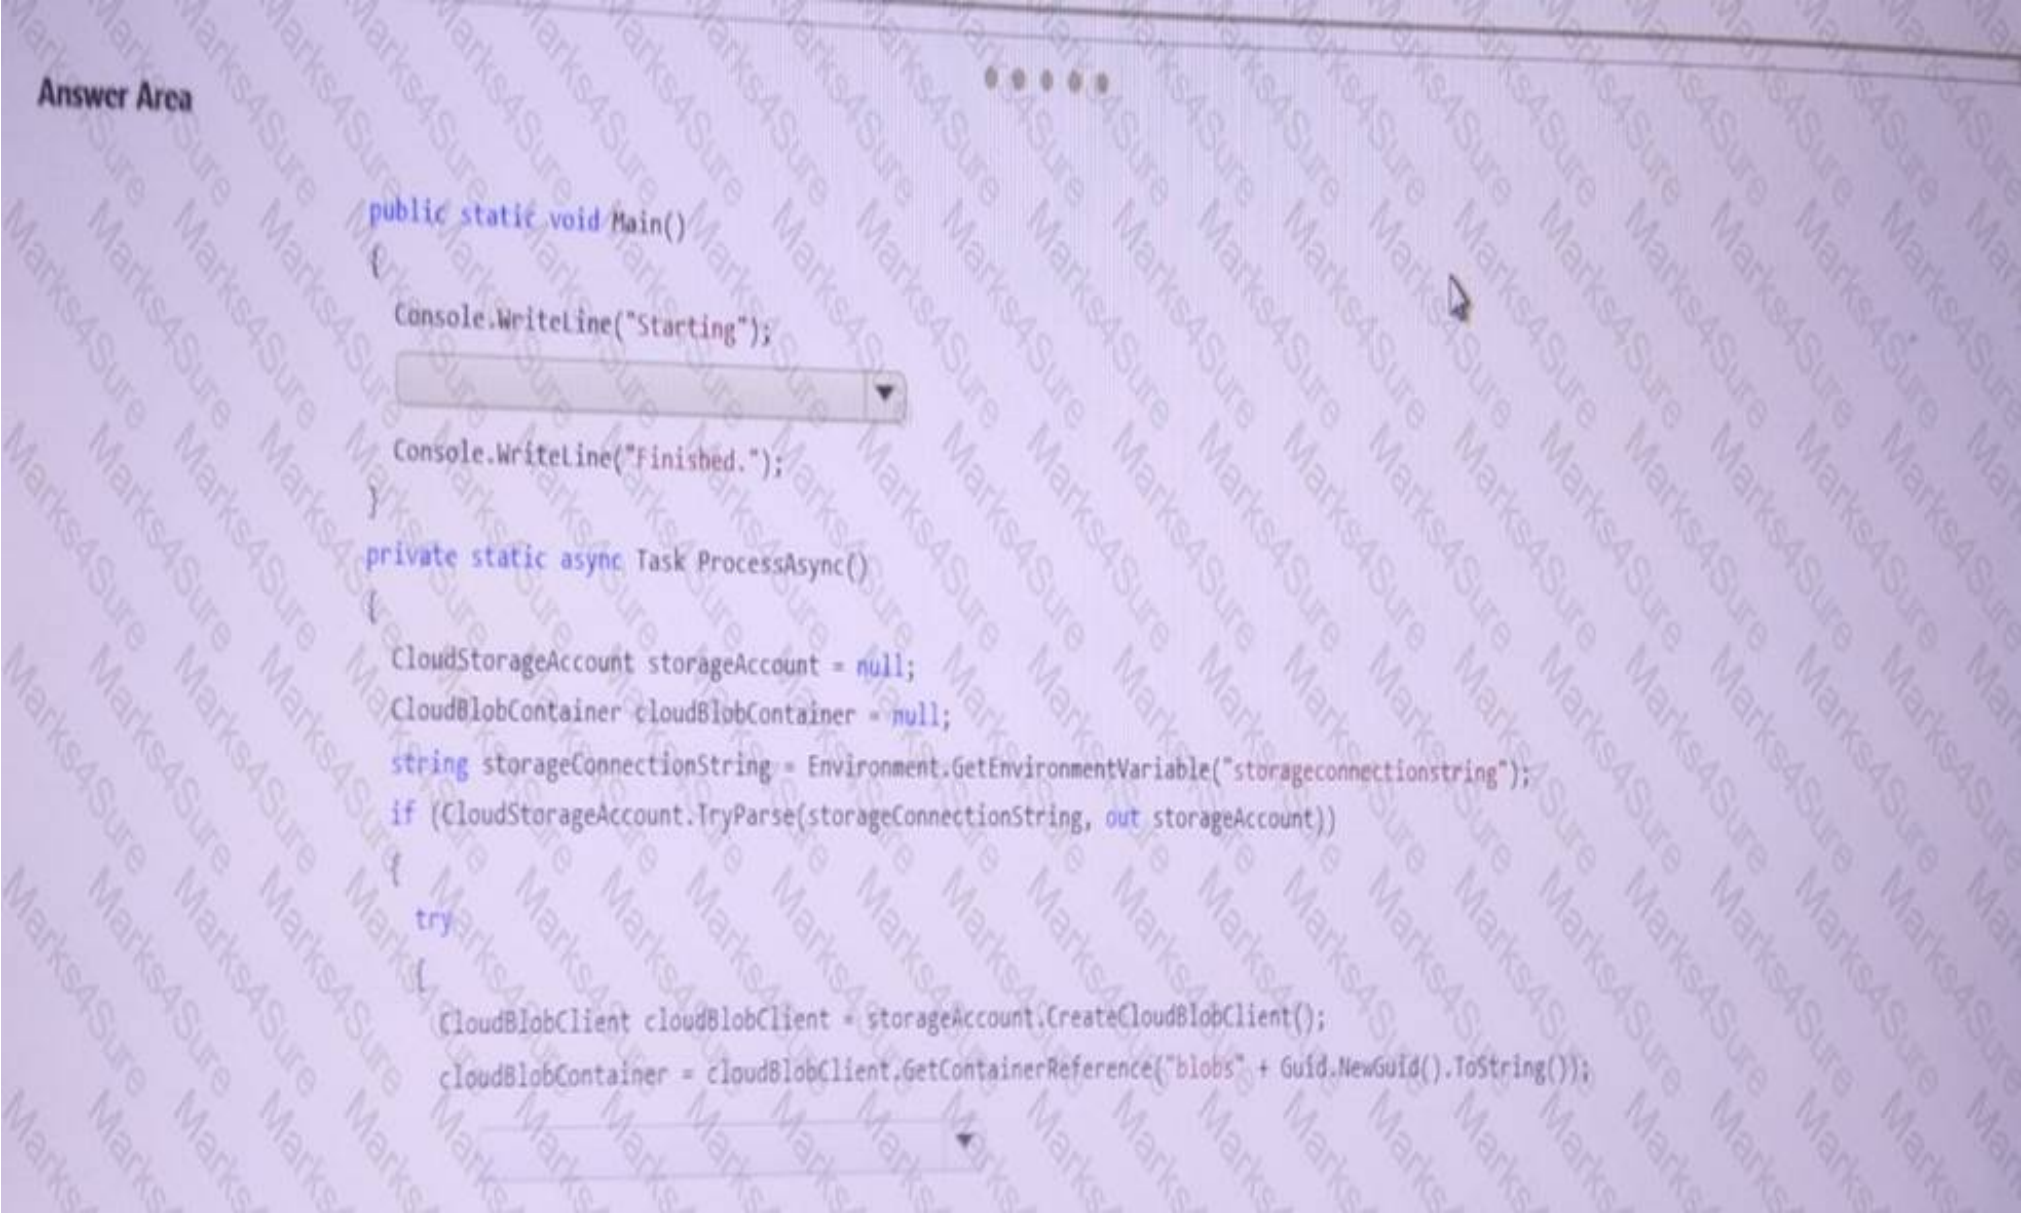 Answer Area
public static void Main()
{
Console.WriteLine("Starting");
Console.WriteLine("Finished.");
}
private static async Task ProcessAsync()
{
CloudStorageAccount storageAccount = null;
CloudBlobContainer cloudBlobContainer = null;
string storageConnectionString = Environment.GetEnvironmentVariable("storageconnectionstring");
if (CloudStorageAccount.TryParse(storageConnectionString, out storageAccount))
{
try
{
CloudBlobClient cloudBlobClient = storageAccount.CreateCloudBlobClient();
cloudBlobContainer = cloudBlobClient.GetContainerReference("blobs" + Guid.NewGuid().ToString());
Marks4Sure